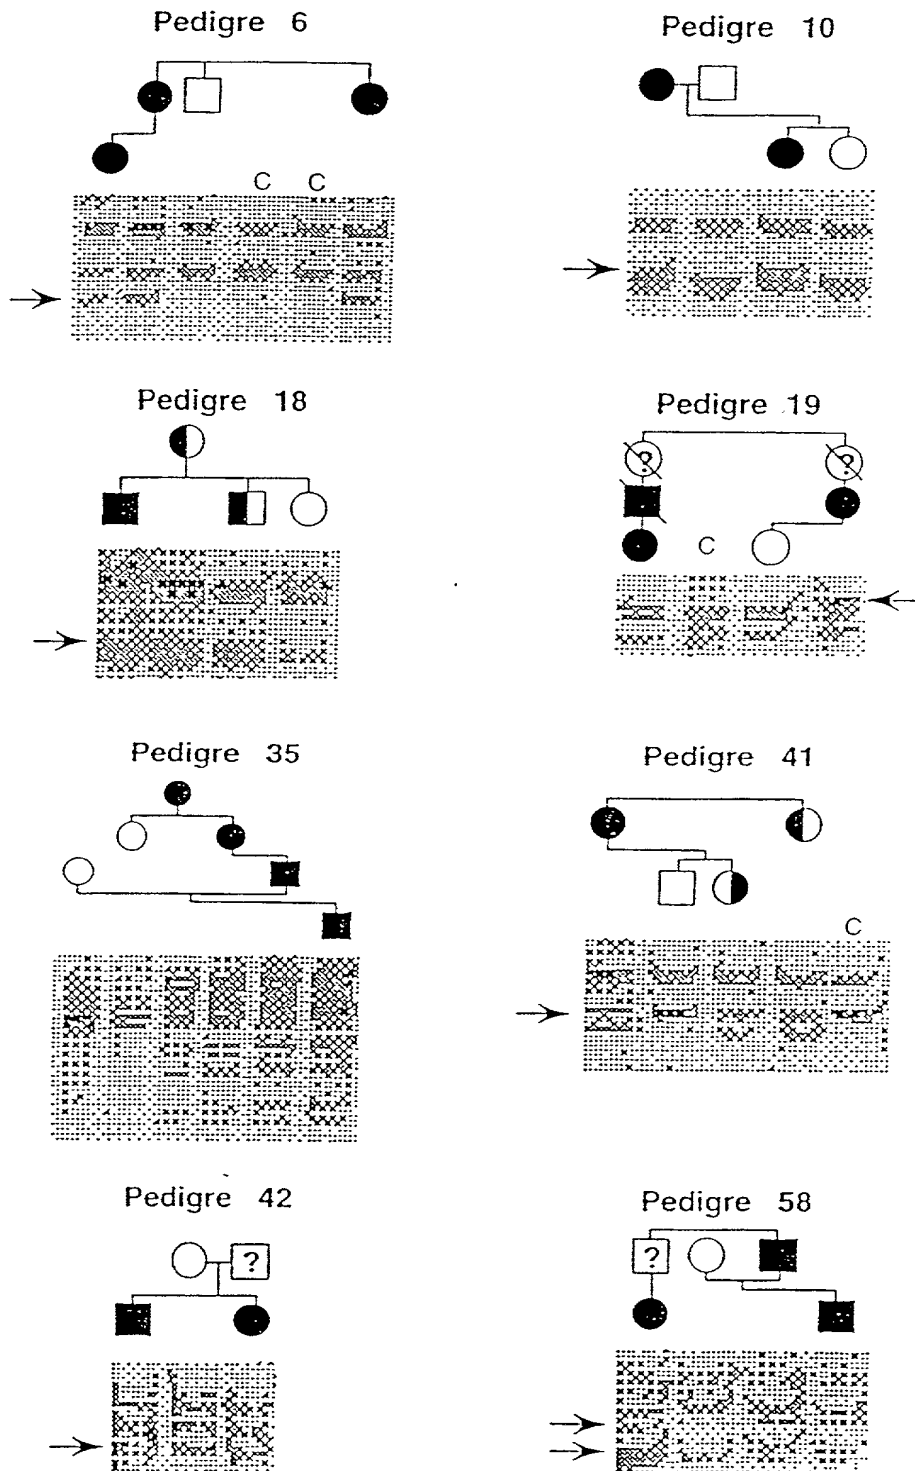 Pedigre 6
Pedigre 10
C C
Pedigre 18
Pedigre 19
? ?
C
Pedigre 35
Pedigre 41
C
Pedigre 42
Pedigre 58
?
?